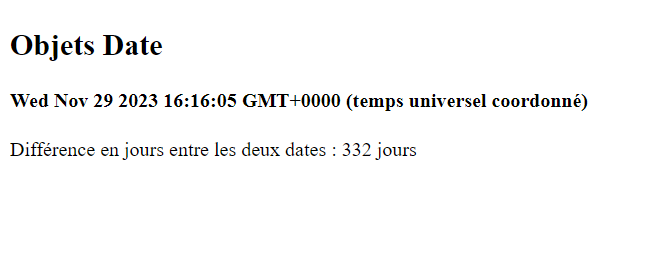 Objets Date
Wed Nov 29 2023 16:16:05 GMT+0000 (temps universel coordonné)
Différence en jours entre les deux dates : 332 jours